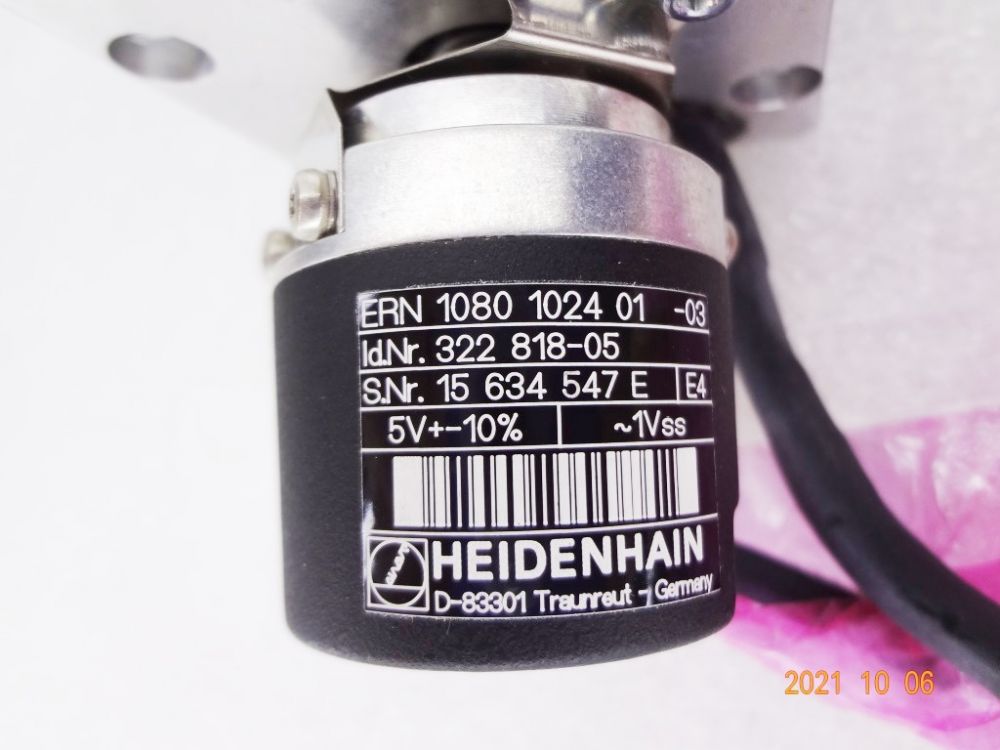 ERN 1080 1024 01 -03
Id.Nr. 322 818-05
S.Nr. 15 634 547 E E4
5V+-10% ~1Vss
HEIDENHAIN
D-83301 Traunreut - Germany
2021 10 06